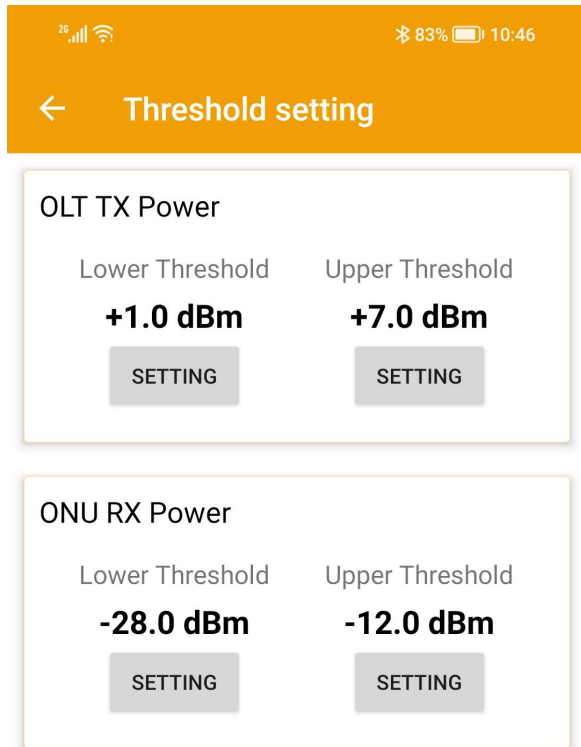 2G 83% 10:46
Threshold setting
OLT TX Power
Lower Threshold Upper Threshold
+1.0 dBm +7.0 dBm
SETTING SETTING
ONU RX Power
Lower Threshold Upper Threshold
-28.0 dBm -12.0 dBm
SETTING SETTING